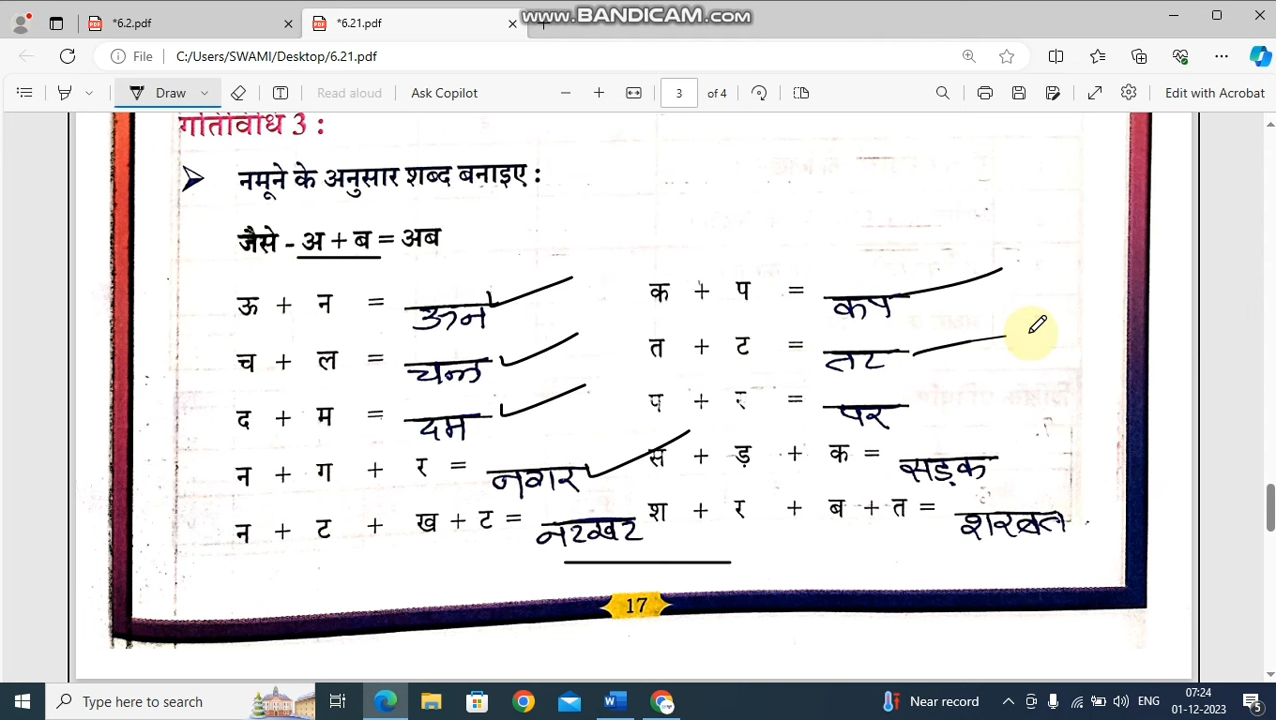 www.BANDICAM.com
*6.2.pdf
*6.21.pdf
File C:/Users/SWAMI/Desktop/6.21.pdf
Draw
Read aloud
Ask Copilot
3 of 4
Edit with Acrobat
गतिविधि 3 :
नमूने के अनुसार शब्द बनाइए :
जैसे - अ + ब = अब
ऊ + न = ऊन
क + प = कप
च + ल = चल
त + ट = तट
द + म = दम
प + र = पर
न + ग + र = नगर
स + ड़ + क = सड़क
न + ट + ख + ट = नटखट
श + र + ब + त = शरबत
17
Type here to search
Near record
ENG
07:24
01-12-2023
5